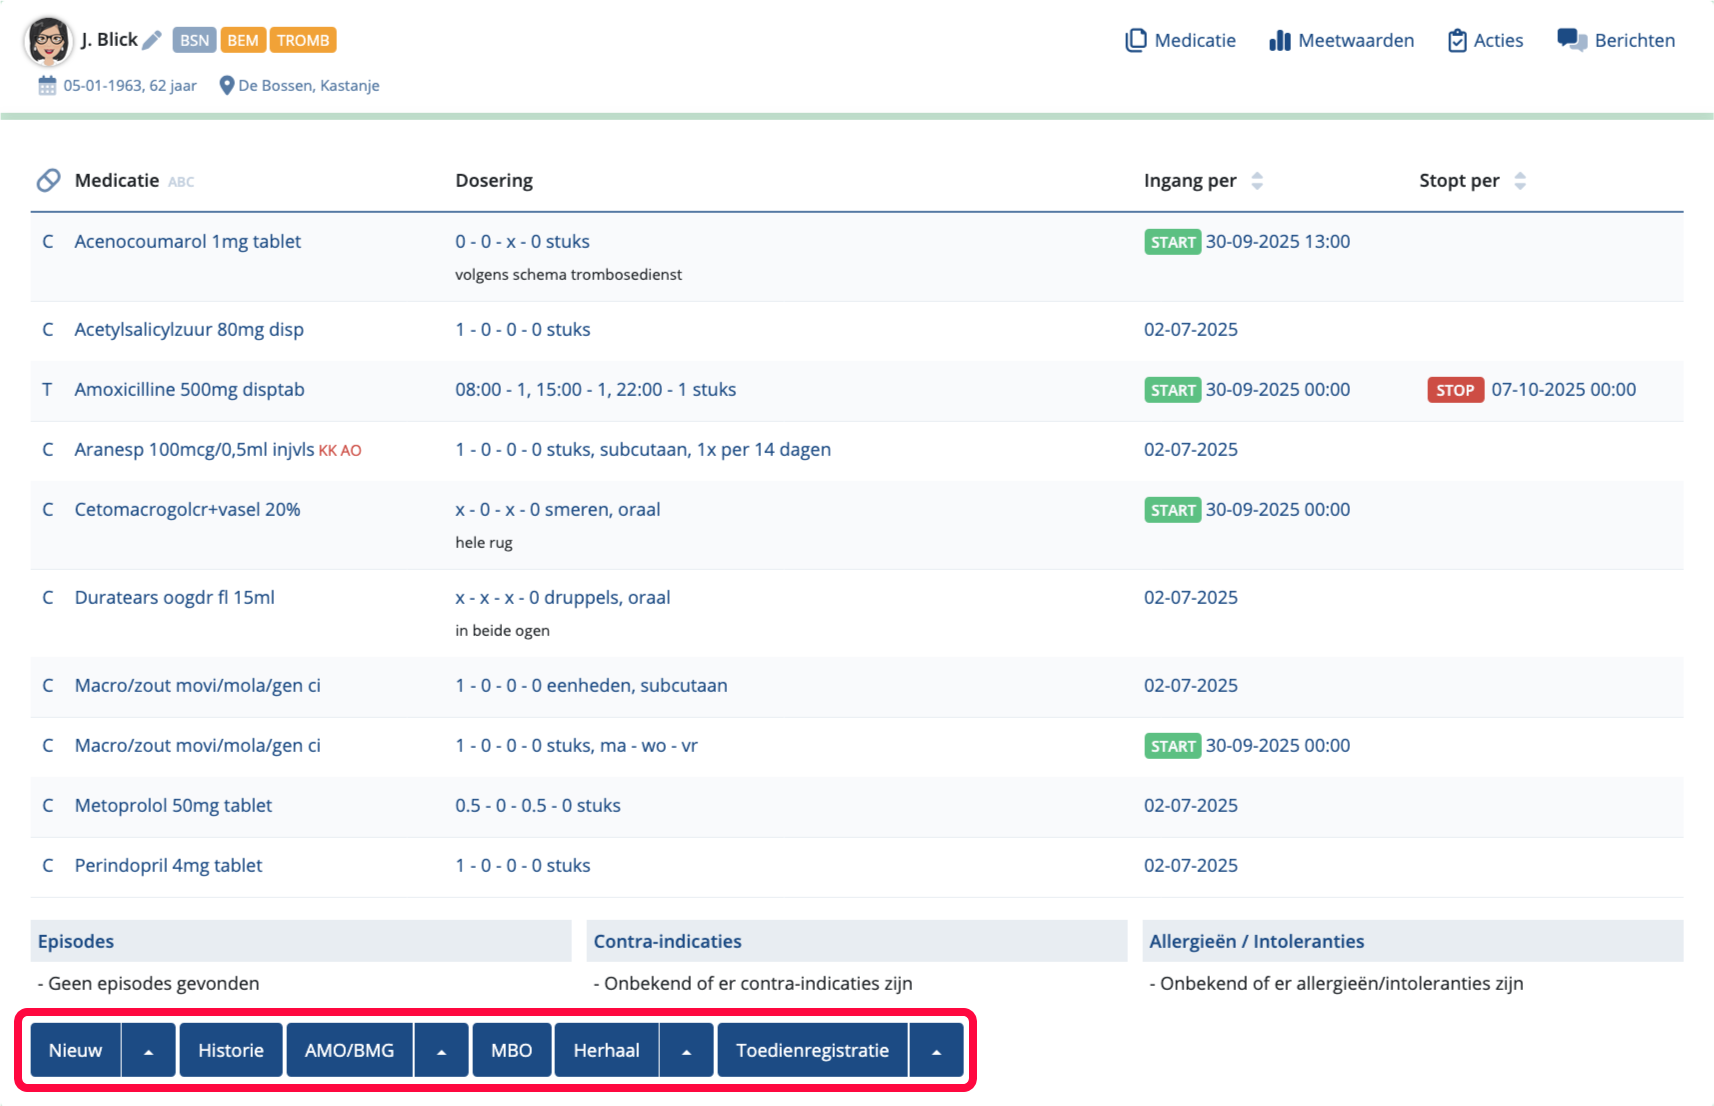 J. Blick BSN BEM TROMB Medicatie Meetwaarden Acties Berichten
05-01-1963, 62 jaar De Bossen, Kastanje
Medicatie ABC Dosering Ingang per Stopt per
C Acenocoumarol 1mg tablet 0 - 0 - x - 0 stuks START 30-09-2025 13:00
volgens schema trombosedienst
C Acetylsalicylzuur 80mg disp 1 - 0 - 0 - 0 stuks 02-07-2025
T Amoxicilline 500mg disptab 08:00 - 1, 15:00 - 1, 22:00 - 1 stuks START 30-09-2025 00:00 STOP 07-10-2025 00:00
C Aranesp 100mcg/0,5ml injvls KK AO 1 - 0 - 0 - 0 stuks, subcutaan, 1x per 14 dagen 02-07-2025
C Cetomacrogolcr+vasel 20% x - 0 - x - 0 smeren, oraal START 30-09-2025 00:00
hele rug
C Duratears oogdr fl 15ml x - x - x - 0 druppels, oraal 02-07-2025
in beide ogen
C Macro/zout movi/mola/gen ci 1 - 0 - 0 - 0 eenheden, subcutaan 02-07-2025
C Macro/zout movi/mola/gen ci 1 - 0 - 0 - 0 stuks, ma - wo - vr START 30-09-2025 00:00
C Metoprolol 50mg tablet 0.5 - 0 - 0.5 - 0 stuks 02-07-2025
C Perindopril 4mg tablet 1 - 0 - 0 - 0 stuks 02-07-2025
Episodes Contra-indicaties Allergieën / Intoleranties
- Geen episodes gevonden - Onbekend of er contra-indicaties zijn - Onbekend of er allergieën/intoleranties zijn
Nieuw Historie AMO/BMG MBO Herhaal Toedienregistratie